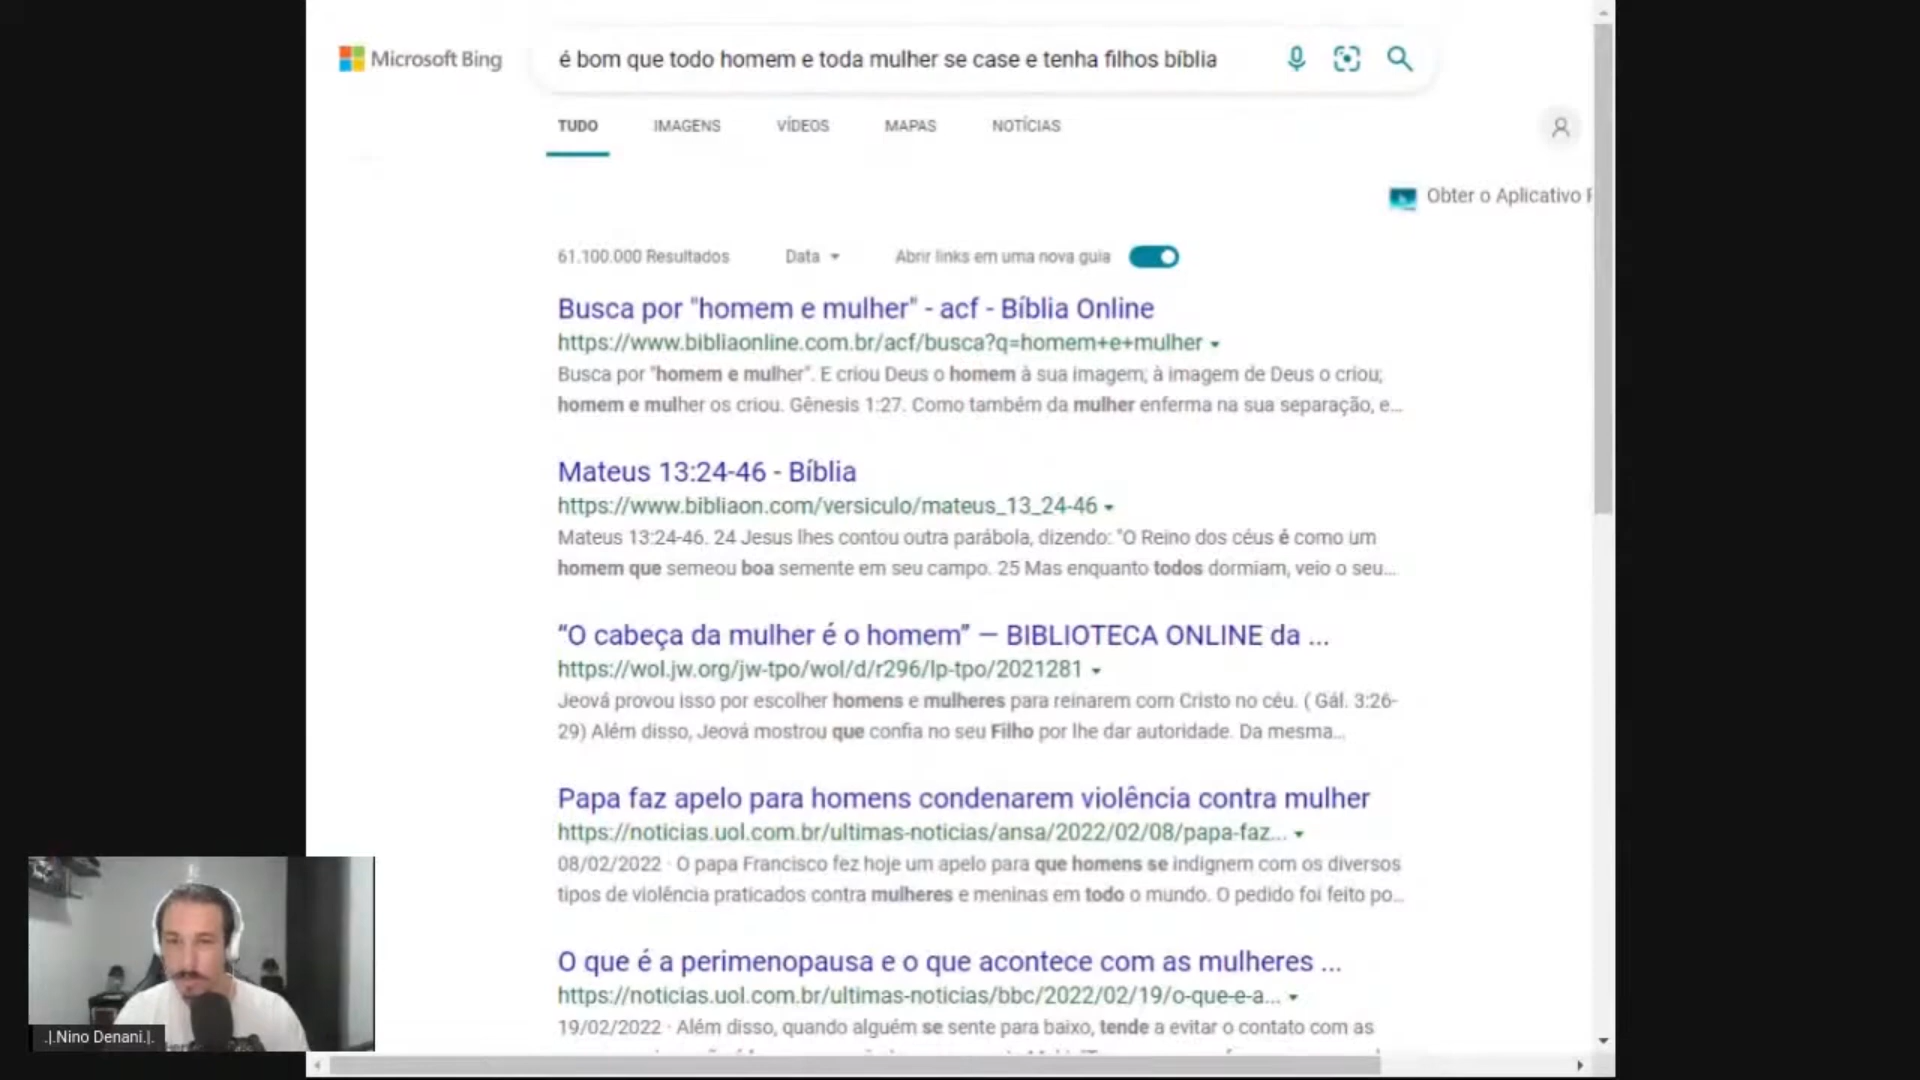 Microsoft Bing
é bom que todo homem e toda mulher se case e tenha filhos bíblia
TUDO IMAGENS VÍDEOS MAPAS NOTÍCIAS
Obter o Aplicativo
61.100.000 Resultados Data Abrir links em uma nova guia
Busca por "homem e mulher" - acf - Bíblia Online
https://www.bibliaonline.com.br/acf/busca?q=homem+e+mulher
Busca por "homem e mulher". E criou Deus o homem à sua imagem; à imagem de Deus o criou;
homem e mulher os criou. Gênesis 1:27. Como também da mulher enferma na sua separação, e...
Mateus 13:24-46 - Bíblia
https://www.bibliaon.com/versiculo/mateus_13_24-46
Mateus 13:24-46. 24 Jesus lhes contou outra parábola, dizendo: "O Reino dos céus é como um
homem que semeou boa semente em seu campo. 25 Mas enquanto todos dormiam, veio o seu...
“O cabeça da mulher é o homem” — BIBLIOTECA ONLINE da ...
https://wol.jw.org/jw-tpo/wol/d/r296/lp-tpo/2021281
Jeová provou isso por escolher homens e mulheres para reinarem com Cristo no céu. ( Gál. 3:26-
29) Além disso, Jeová mostrou que confia no seu Filho por lhe dar autoridade. Da mesma...
Papa faz apelo para homens condenarem violência contra mulher
https://noticias.uol.com.br/ultimas-noticias/ansa/2022/02/08/papa-faz...
08/02/2022 · O papa Francisco fez hoje um apelo para que homens se indignem com os diversos
tipos de violência praticados contra mulheres e meninas em todo o mundo. O pedido foi feito po...
O que é a perimenopausa e o que acontece com as mulheres ...
https://noticias.uol.com.br/ultimas-noticias/bbc/2022/02/19/o-que-e-a...
19/02/2022 · Além disso, quando alguém se sente para baixo, tende a evitar o contato com as
.|.Nino Denani.|.